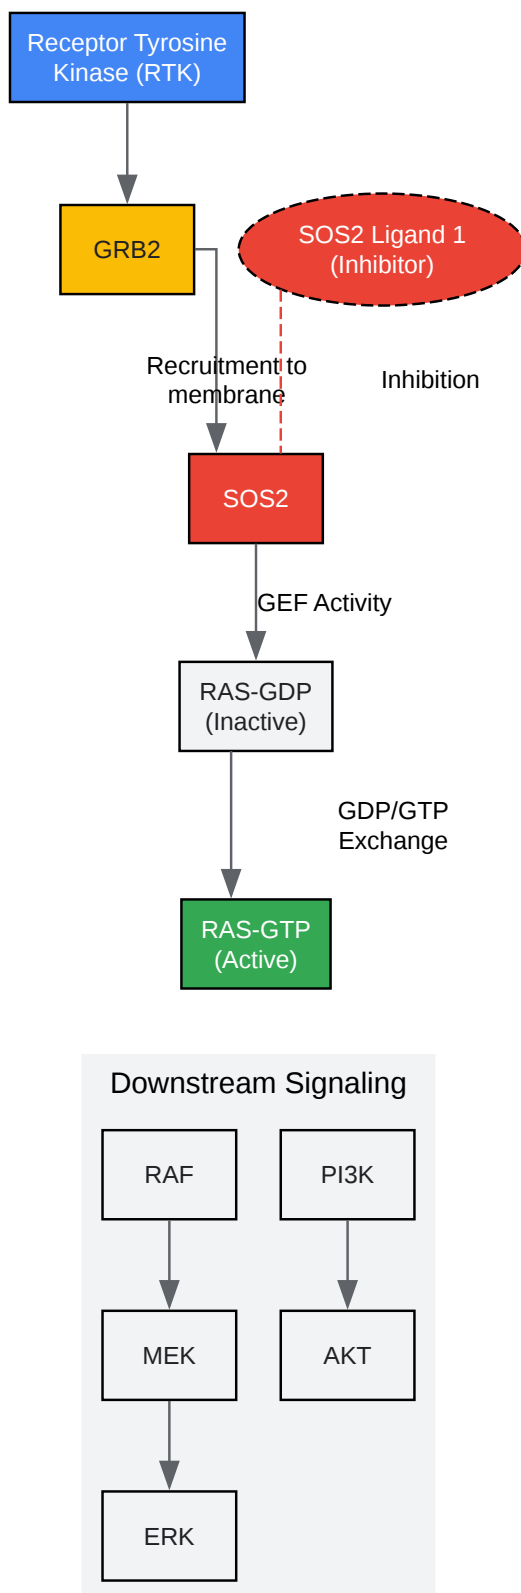 Receptor Tyrosine
Kinase (RTK)
GRB2
SOS2 Ligand 1
(Inhibitor)
Recruitment to
membrane
Inhibition
SOS2
GEF Activity
RAS-GDP
(Inactive)
GDP/GTP
Exchange
RAS-GTP
(Active)
Downstream Signaling
RAF
PI3K
MEK
AKT
ERK